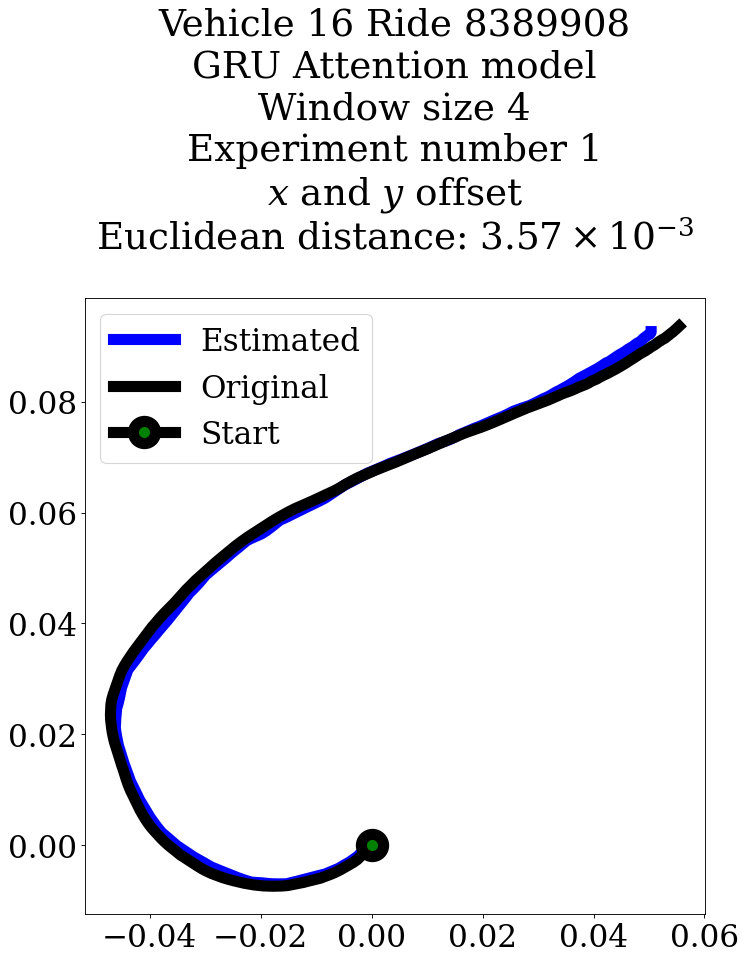 Vehicle 16 Ride 8389908
GRU Attention model
Window size 4
Experiment number 1
x and y offset
Euclidean distance: 3.57 × 10⁻³
Estimated
Original
Start
0.08
0.06
0.04
0.02
0.00
−0.04 −0.02 0.00 0.02 0.04 0.06